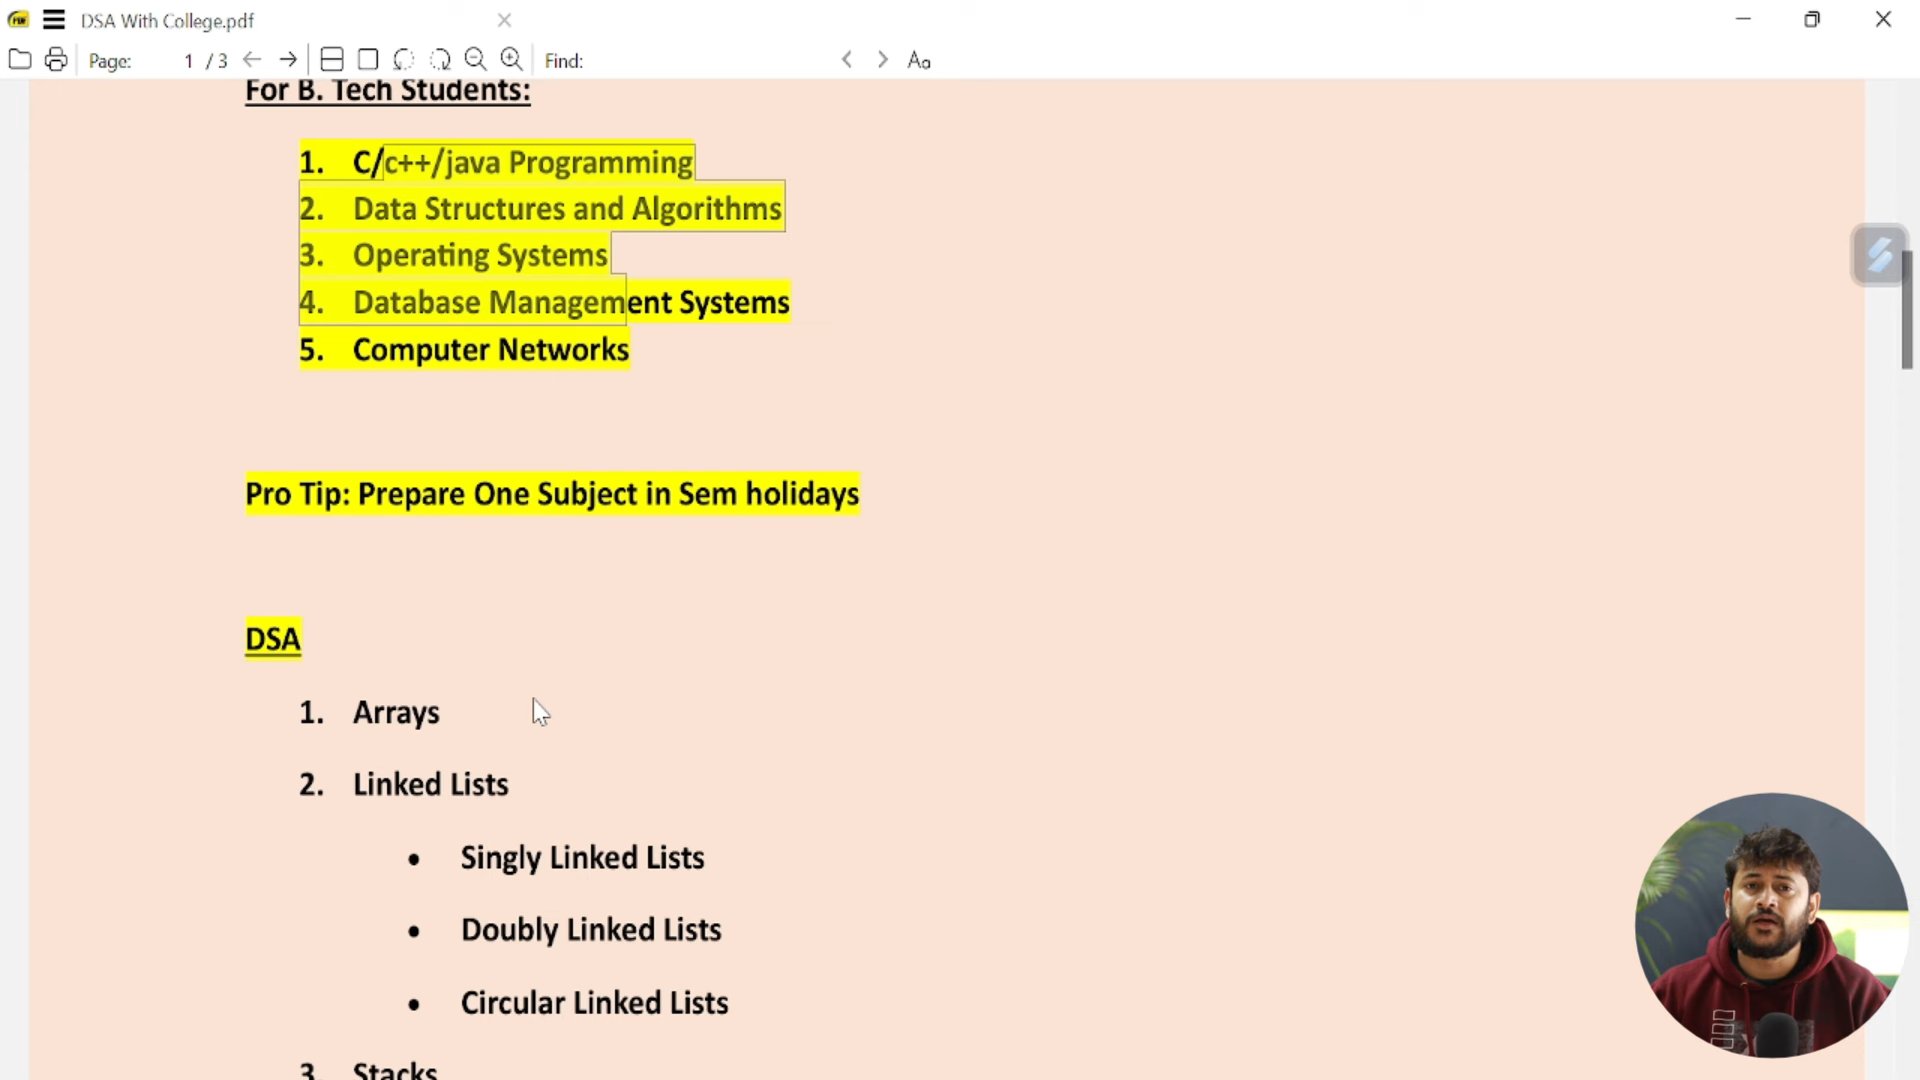 DSA With College.pdf
Page: 1 / 3 Find: Aa
For B. Tech Students:
1. C/c++/java Programming
2. Data Structures and Algorithms
3. Operating Systems
4. Database Management Systems
5. Computer Networks
Pro Tip: Prepare One Subject in Sem holidays
DSA
1. Arrays
2. Linked Lists
• Singly Linked Lists
• Doubly Linked Lists
• Circular Linked Lists
3. Stacks